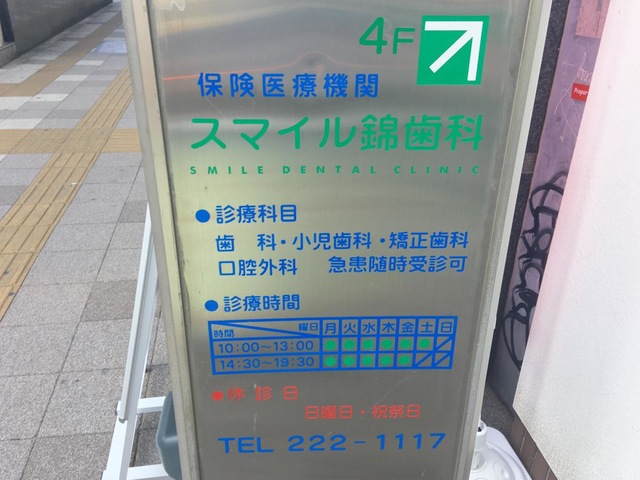 4F
保険医療機関
スマイル錦歯科
SMILE DENTAL CLINIC
●診療科目
歯 科・小児歯科・矯正歯科
口腔外科 急患随時受診可
●診療時間
時間 曜日 月 火 水 木 金 土 日
10:00〜13:00 ● ● ● ● ● ●
14:30〜19:30 ● ● ● ● ●
●休診日
日曜日・祝祭日
TEL 222-1117